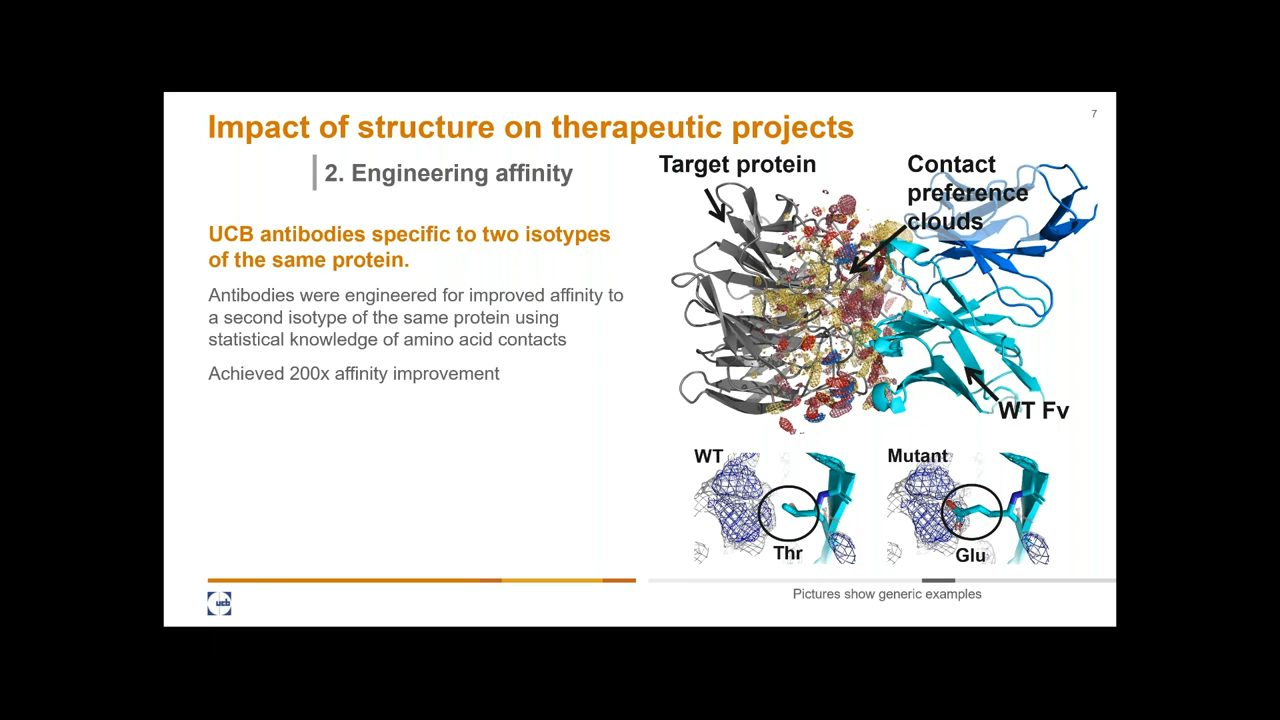 7
Impact of structure on therapeutic projects
2. Engineering affinity
UCB antibodies specific to two isotypes
of the same protein.
Antibodies were engineered for improved affinity to
a second isotype of the same protein using
statistical knowledge of amino acid contacts
Achieved 200x affinity improvement
Target protein
Contact
preference
clouds
WT Fv
WT
Thr
Mutant
Glu
Pictures show generic examples
ucb